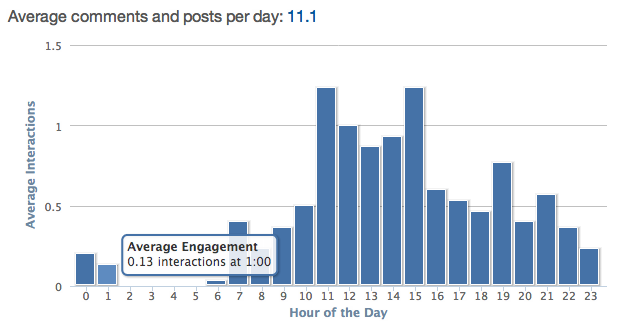 Average comments and posts per day: 11.1
1.5
1
0.5
0
Average Interactions
Average Engagement
0.13 interactions at 1:00
0 1 2 3 4 5 6 7 8 9 10 11 12 13 14 15 16 17 18 19 20 21 22 23
Hour of the Day